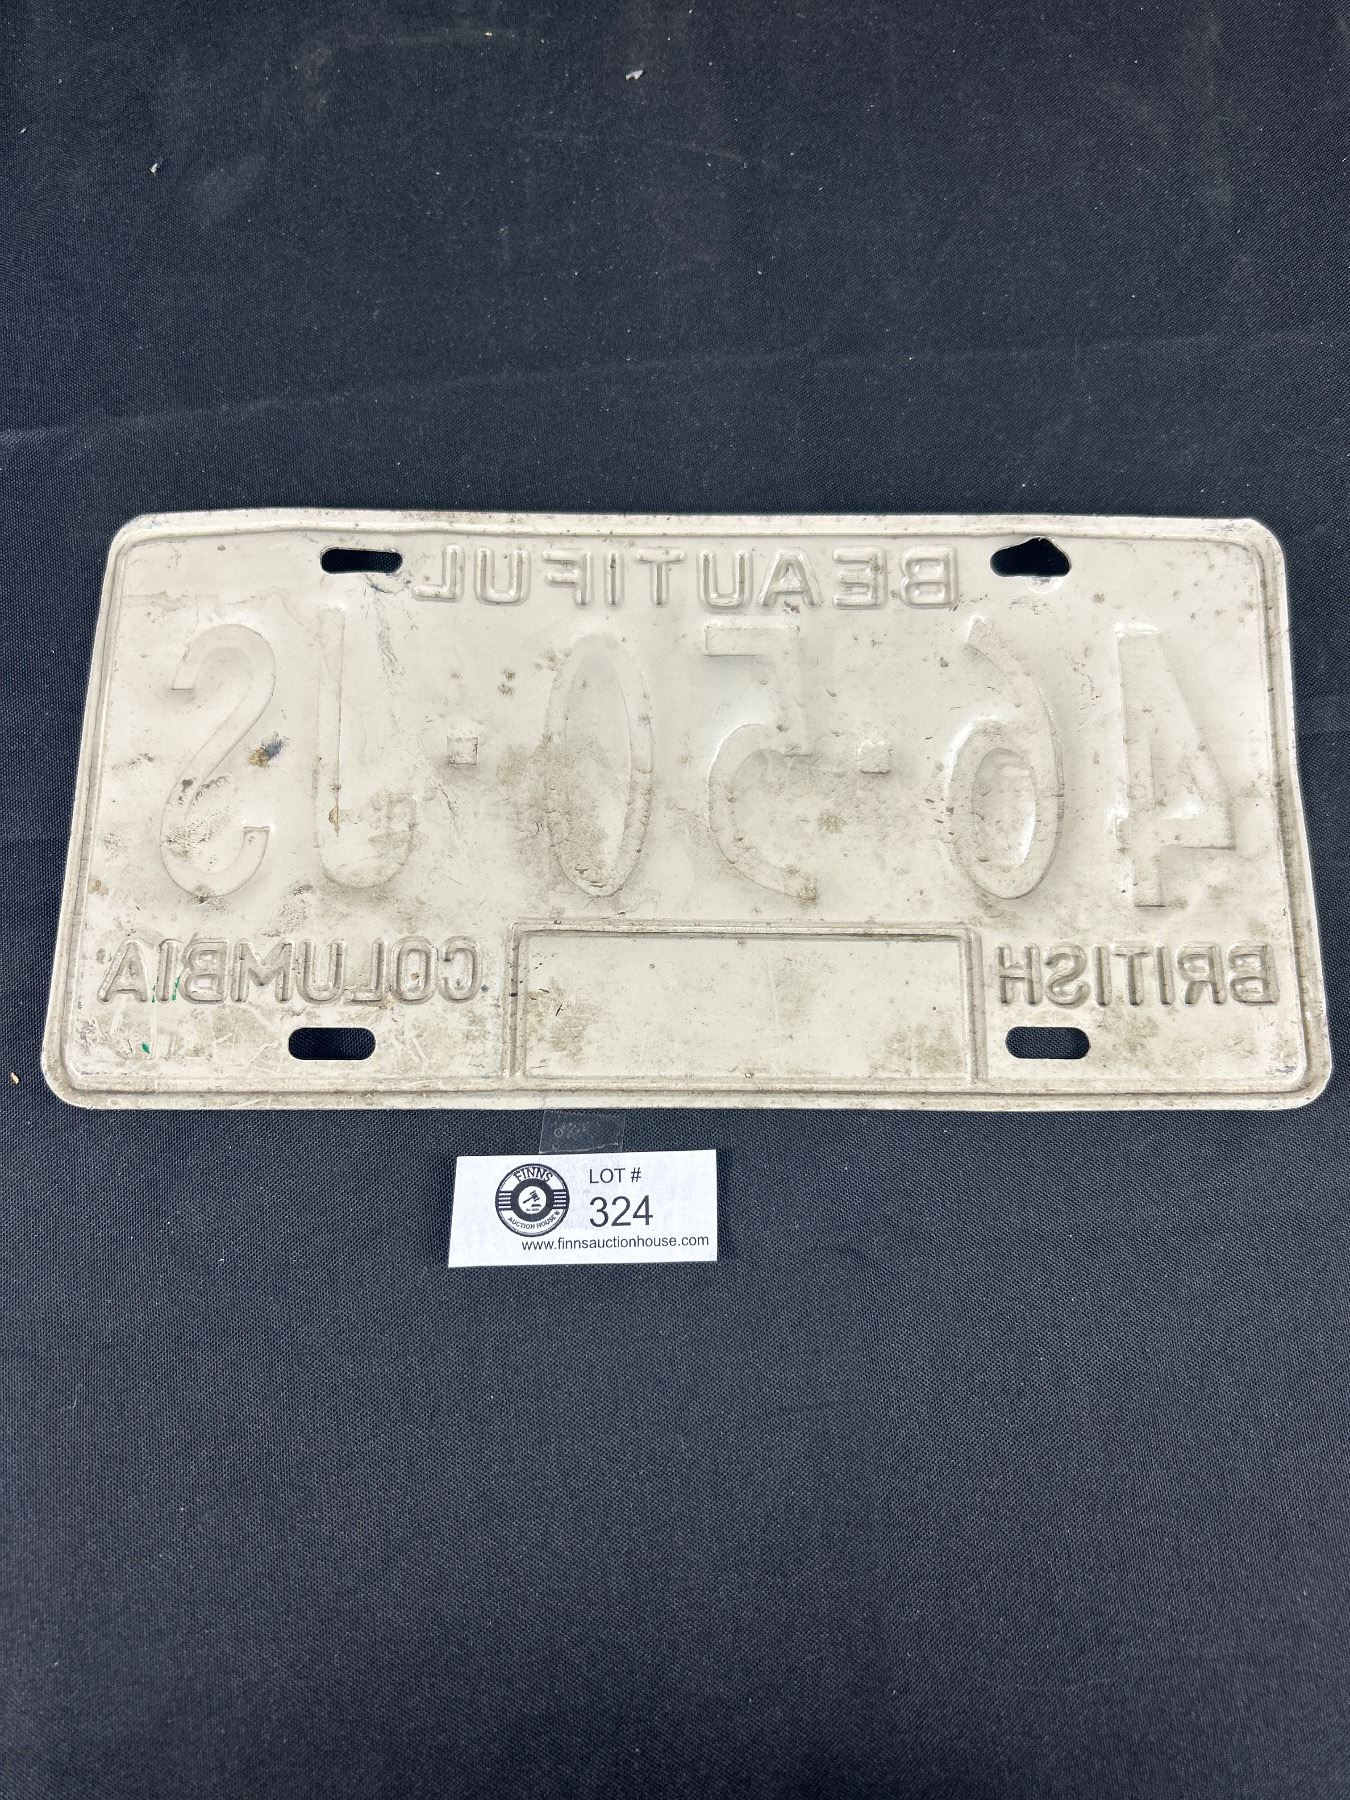 BEAUTIFUL
46·50·JS
BRITISH COLUMBIA
FINNS
AUCTION HOUSE
LOT #
324
www.finnsauctionhouse.com